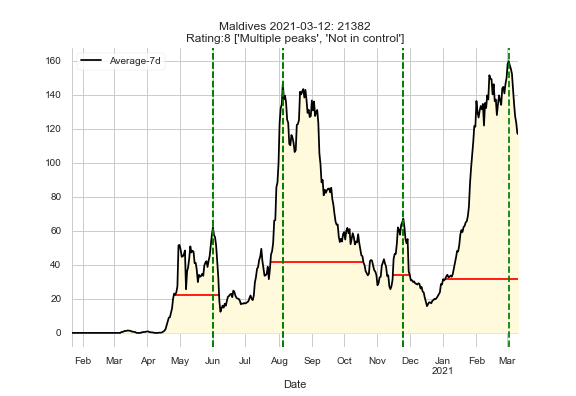 Maldives 2021-03-12: 21382
Rating:8 ['Multiple peaks', 'Not in control']
Average-7d
160
140
120
100
80
60
40
20
0
Feb Mar Apr May Jun Jul Aug Sep Oct Nov Dec Jan Feb Mar
2021
Date